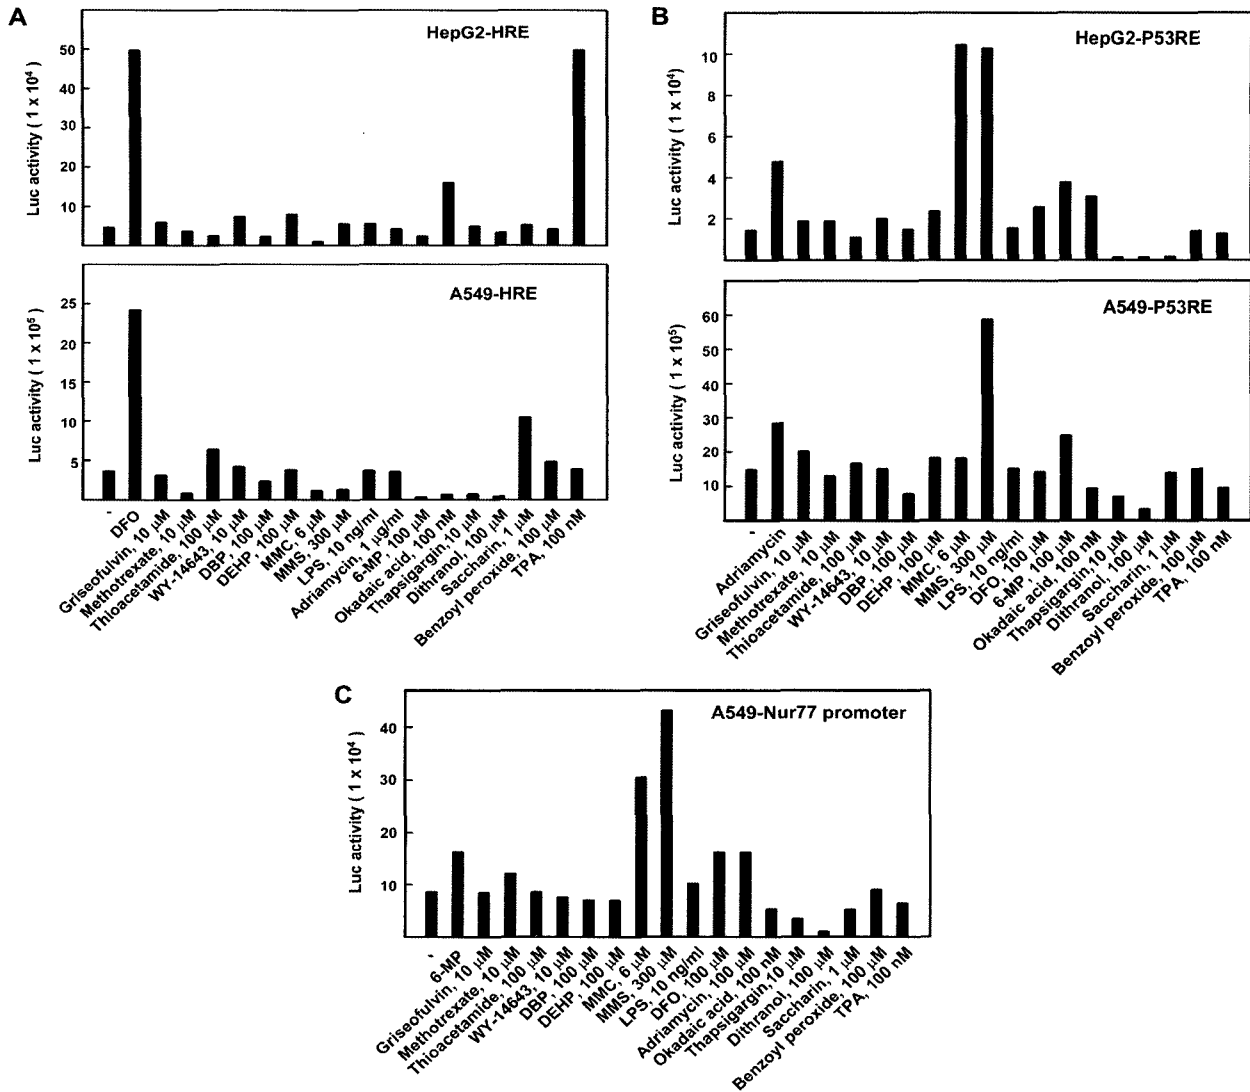 A
HepG2-HRE
Luc activity ( 1 x 10⁴)
50
40
30
20
10
A549-HRE
Luc activity ( 1 x 10⁵)
25
20
15
10
5
-
DFO
Griseofulvin, 10 μM
Methotrexate, 10 μM
Thioacetamide, 100 μM
WY-14643, 10 μM
DBP, 100 μM
DEHP, 100 μM
MMC, 6 μM
MMS, 300 μM
LPS, 10 ng/ml
Adriamycin, 1 μg/ml
6-MP, 100 μM
Okadaic acid, 100 nM
Thapsigargin, 10 μM
Dithranol, 100 μM
Saccharin, 1 μM
Benzoyl peroxide, 100 μM
TPA, 100 nM
B
HepG2-P53RE
Luc activity ( 1 x 10⁴)
10
8
6
4
2
A549-P53RE
Luc activity ( 1 x 10⁵)
60
50
40
30
20
10
-
Adriamycin
Griseofulvin, 10 μM
Methotrexate, 10 μM
Thioacetamide, 100 μM
WY-14643, 10 μM
DBP, 100 μM
DEHP, 100 μM
MMC, 6 μM
MMS, 300 μM
LPS, 10 ng/ml
DFO, 100 μM
6-MP, 100 μM
Okadaic acid, 100 nM
Thapsigargin, 10 μM
Dithranol, 100 μM
Saccharin, 1 μM
Benzoyl peroxide, 100 μM
TPA, 100 nM
C
A549-Nur77 promoter
Luc activity ( 1 x 10⁴)
40
30
20
10
-
6-MP
Griseofulvin, 10 μM
Methotrexate, 10 μM
Thioacetamide, 100 μM
WY-14643, 10 μM
DBP, 100 μM
DEHP, 100 μM
MMC, 6 μM
MMS, 300 μM
LPS, 10 ng/ml
DFO, 100 μM
Adriamycin, 100 μM
Okadaic acid, 100 nM
Thapsigargin, 10 μM
Dithranol, 100 μM
Saccharin, 1 μM
Benzoyl peroxide, 100 μM
TPA, 100 nM